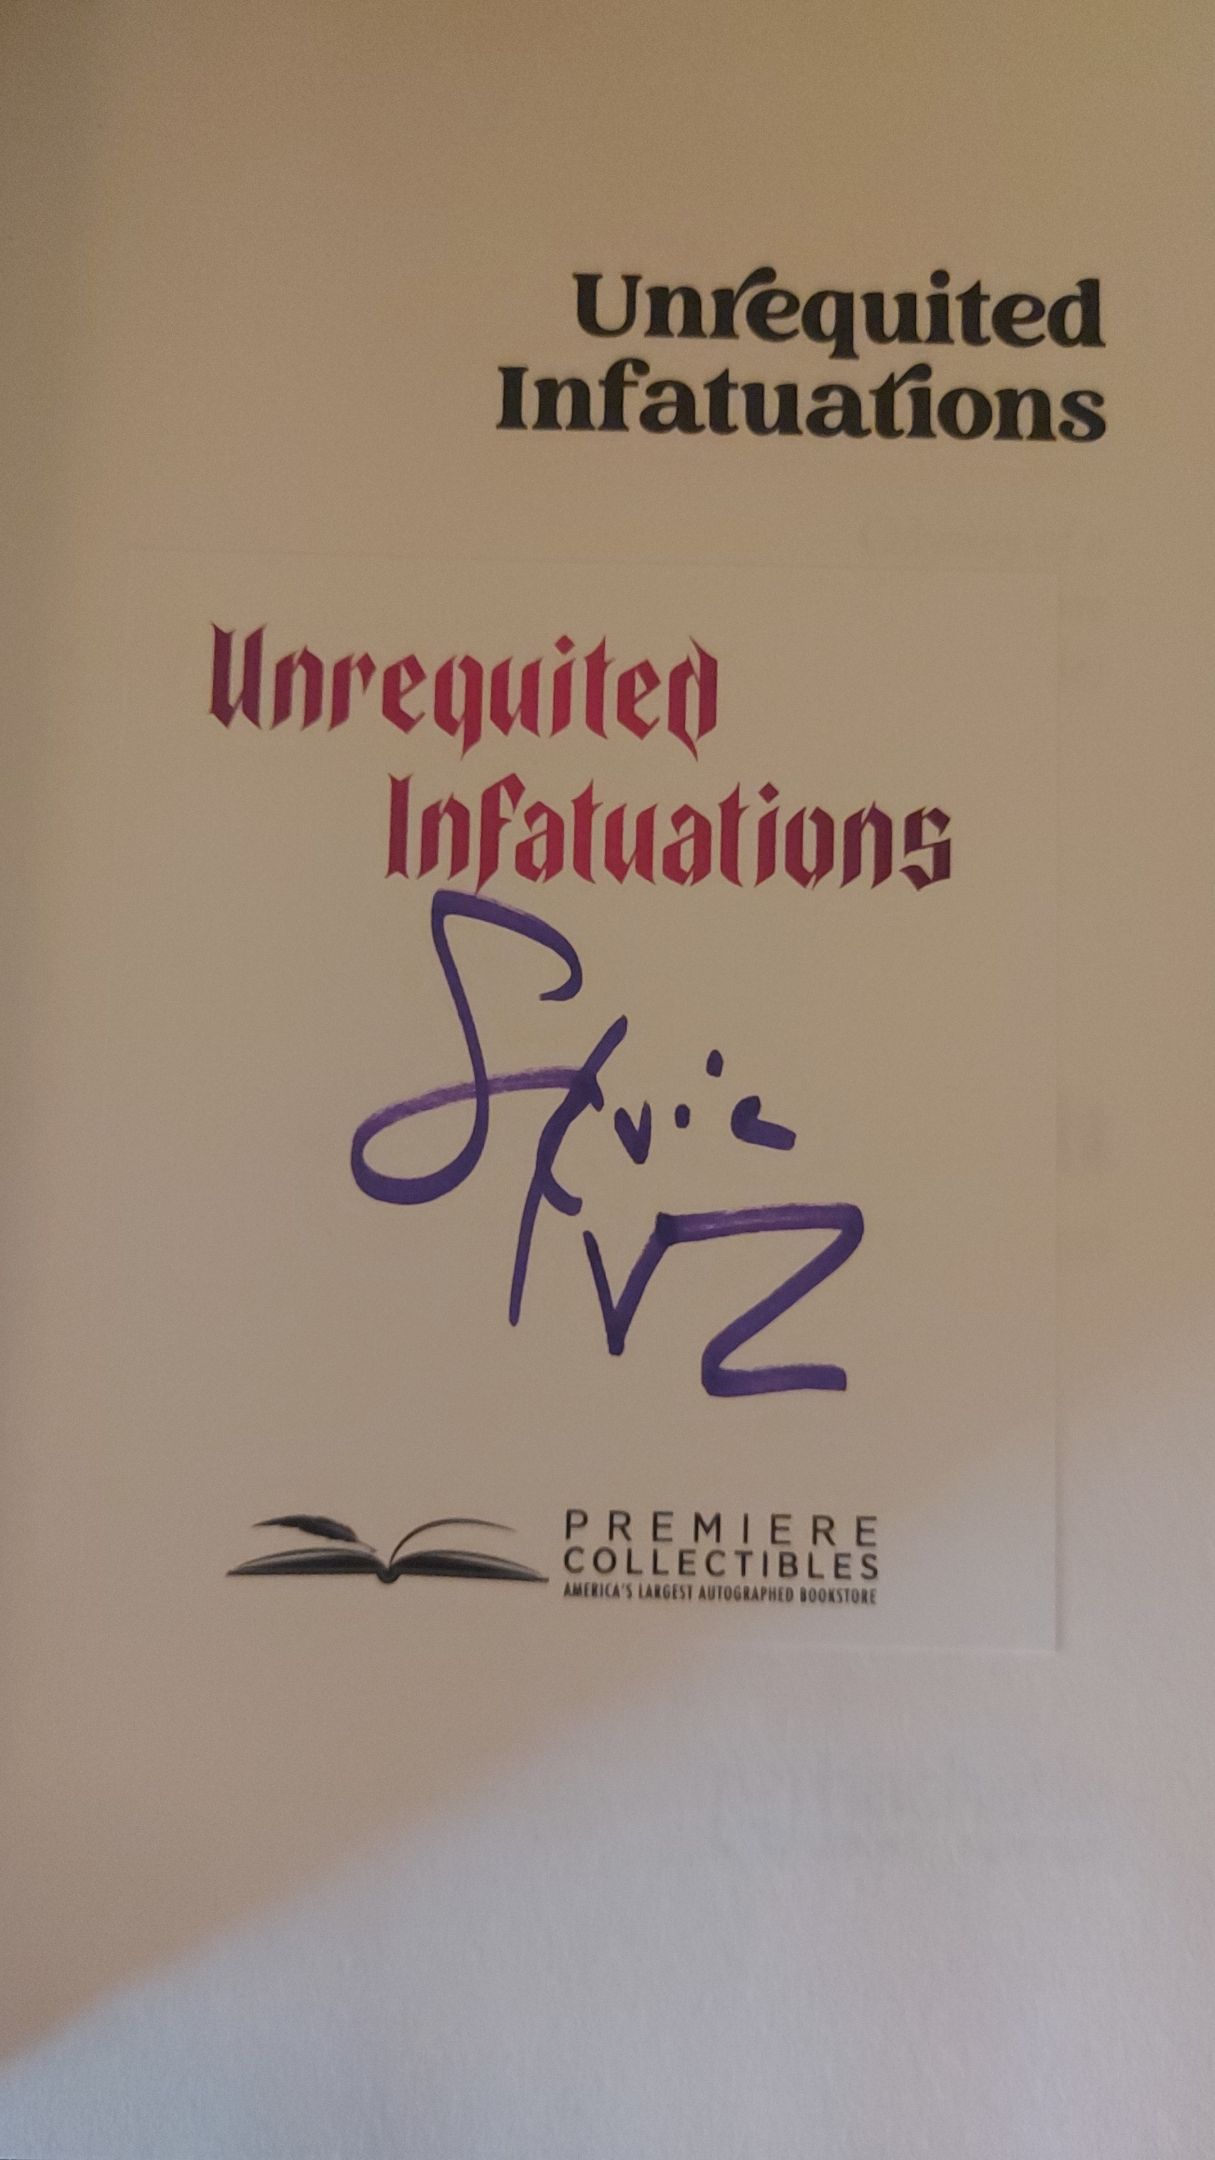 Unrequited
Infatuations
Unrequited
Infatuations
Stevie
VZ
PREMIERE
COLLECTIBLES
AMERICA'S LARGEST AUTOGRAPHED BOOKSTORE